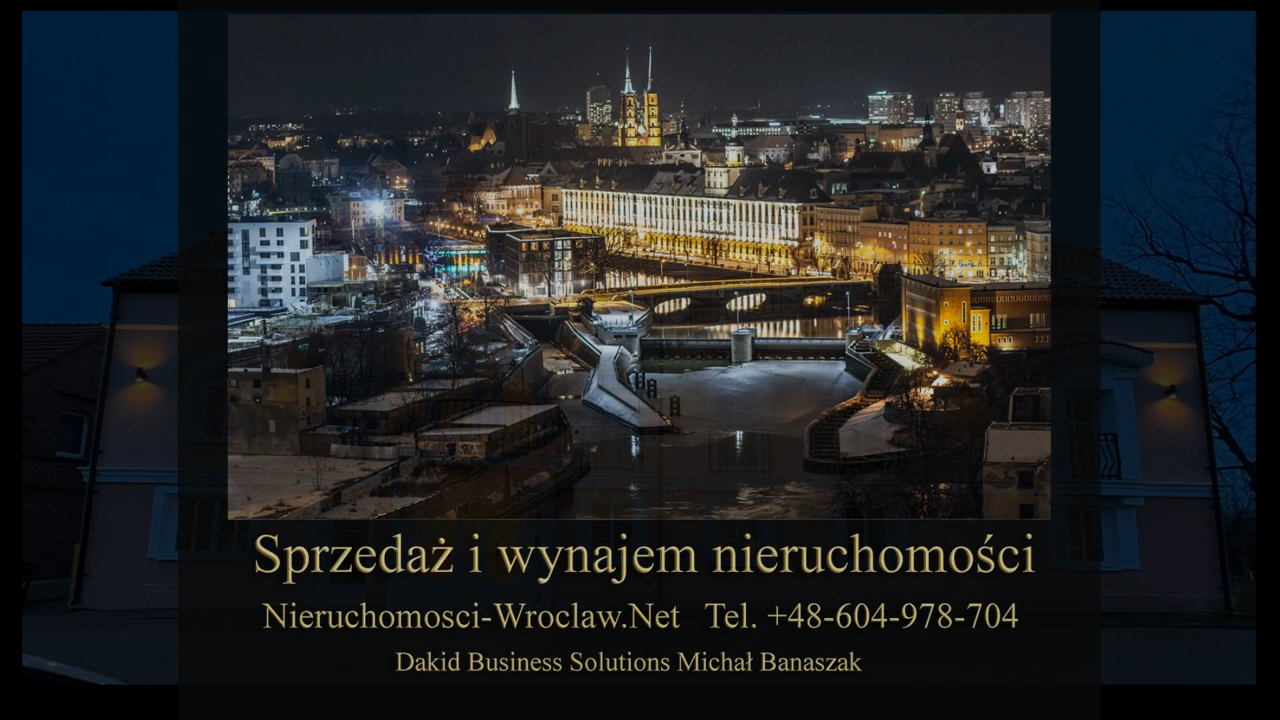 Sprzedaż i wynajem nieruchomości
Nieruchomosci-Wroclaw.Net Tel. +48-604-978-704
Dakid Business Solutions Michał Banaszak